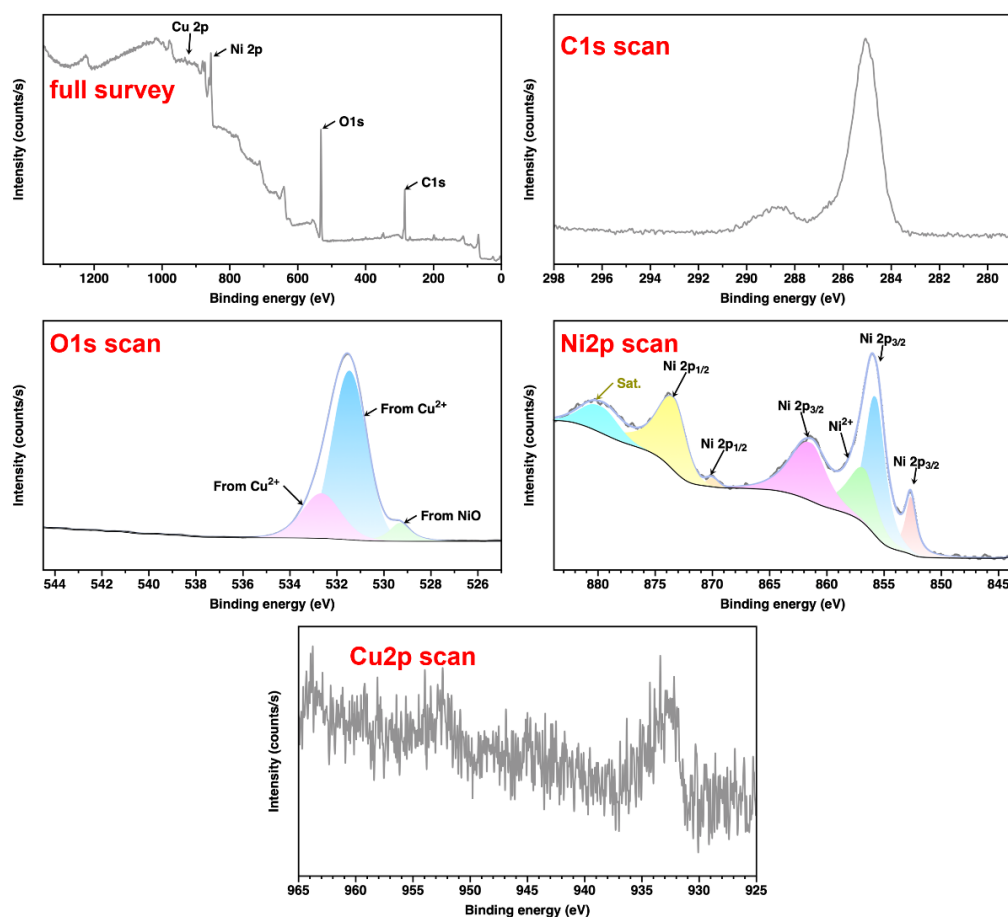 full survey
Cu 2p
Ni 2p
O1s
C1s
Intensity (counts/s)
1200 1000 800 600 400 200 0
Binding energy (eV)
C1s scan
Intensity (counts/s)
298 296 294 292 290 288 286 284 282 280
Binding energy (eV)
O1s scan
From Cu²⁺
From Cu²⁺
From NiO
Intensity (counts/s)
544 542 540 538 536 534 532 530 528 526
Binding energy (eV)
Ni2p scan
Sat.
Ni 2p₁/₂
Ni 2p₁/₂
Ni 2p₃/₂
Ni²⁺
Ni 2p₃/₂
Ni 2p₃/₂
Intensity (counts/s)
880 875 870 865 860 855 850 845
Binding energy (eV)
Cu2p scan
Intensity (counts/s)
965 960 955 950 945 940 935 930 925
Binding energy (eV)